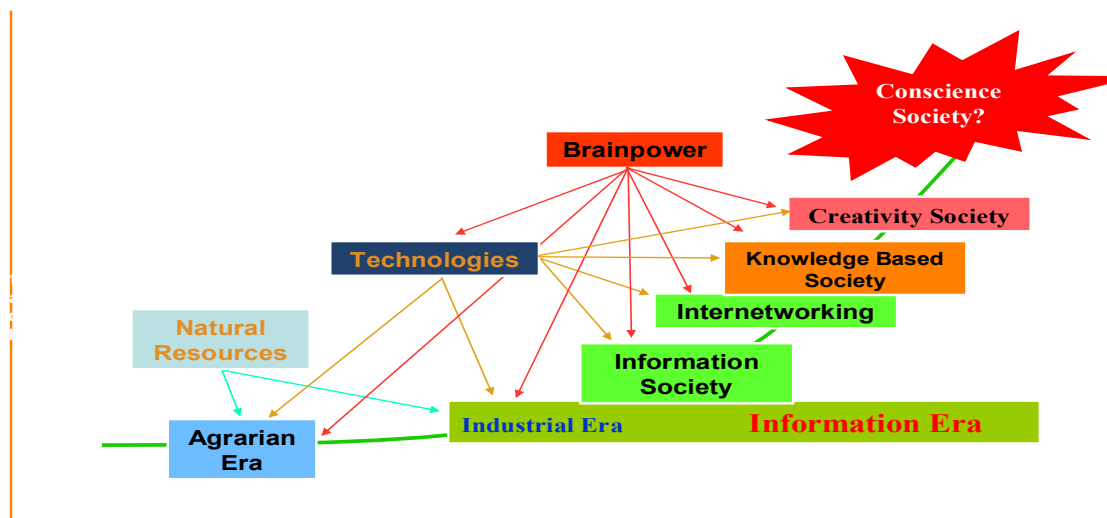 Conscience
Society?
Brainpower
Creativity Society
Technologies
Knowledge Based
Society
Internetworking
Natural
Resources
Information
Society
Industrial Era
Information Era
Agrarian
Era